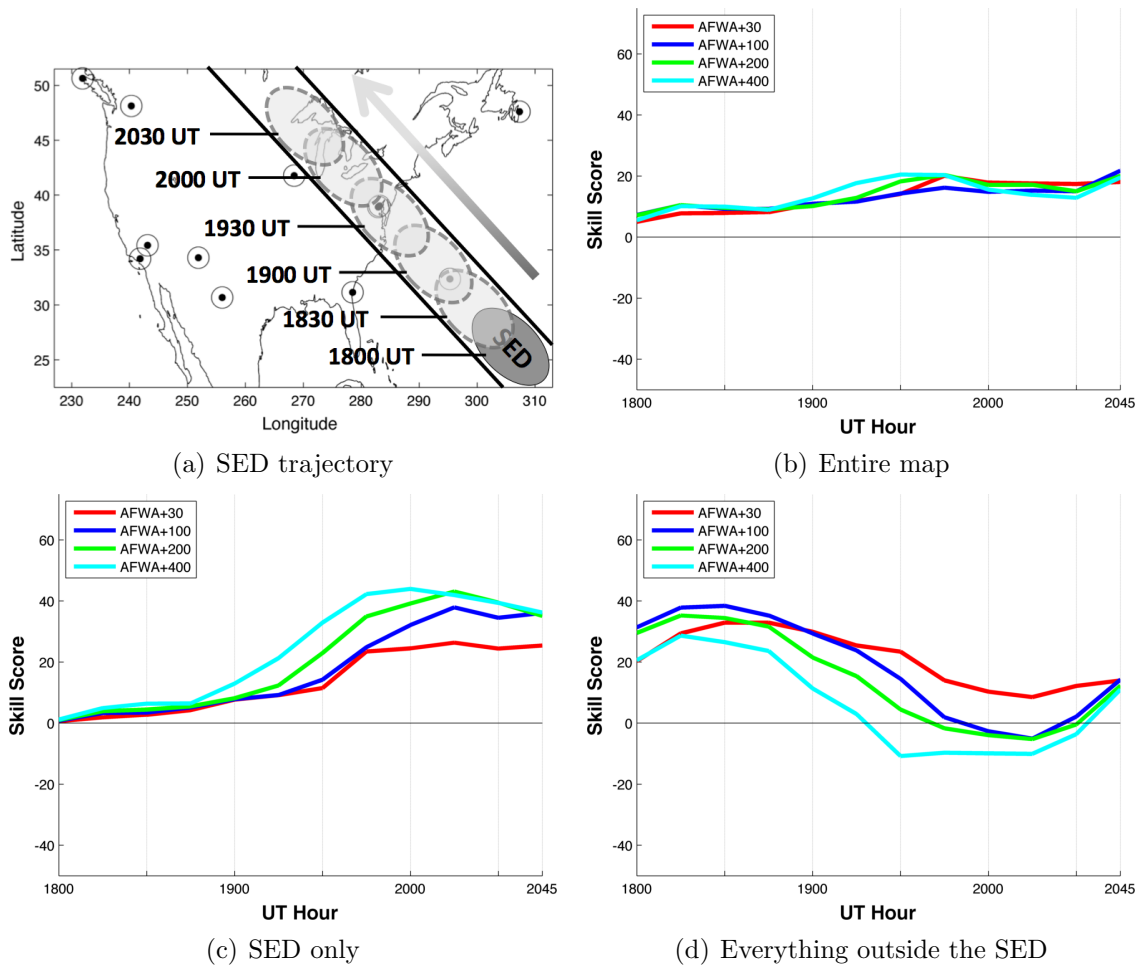 50
45
40
35
30
25
Latitude
230 240 250 260 270 280 290 300 310
Longitude
2030 UT
2000 UT
1930 UT
1900 UT
1830 UT
1800 UT
SED
(a) SED trajectory
AFWA+30
AFWA+100
AFWA+200
AFWA+400
60
40
20
0
-20
-40
Skill Score
1800 1900 2000 2045
UT Hour
(b) Entire map
AFWA+30
AFWA+100
AFWA+200
AFWA+400
60
40
20
0
-20
-40
Skill Score
1800 1900 2000 2045
UT Hour
(c) SED only
AFWA+30
AFWA+100
AFWA+200
AFWA+400
60
40
20
0
-20
-40
Skill Score
1800 1900 2000 2045
UT Hour
(d) Everything outside the SED